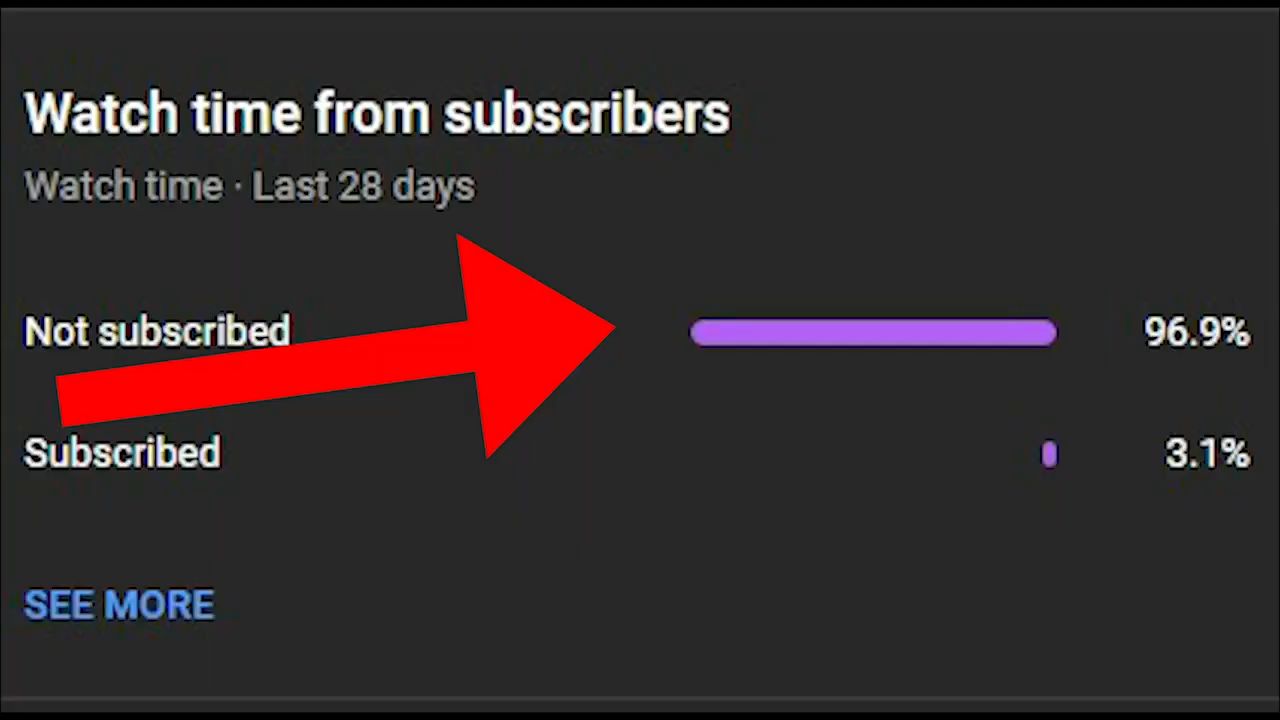 Watch time from subscribers
Watch time · Last 28 days
Not subscribed 96.9%
Subscribed 3.1%
SEE MORE